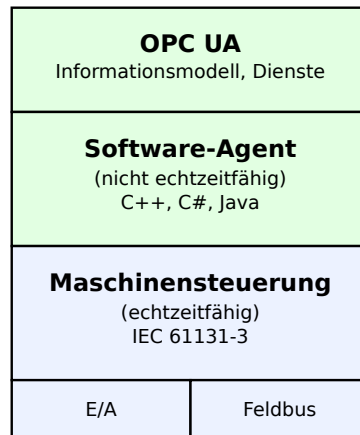 OPC UA
Informationsmodell, Dienste
Software-Agent
(nicht echtzeitfähig)
C++, C#, Java
Maschinensteuerung
(echtzeitfähig)
IEC 61131-3
E/A
Feldbus